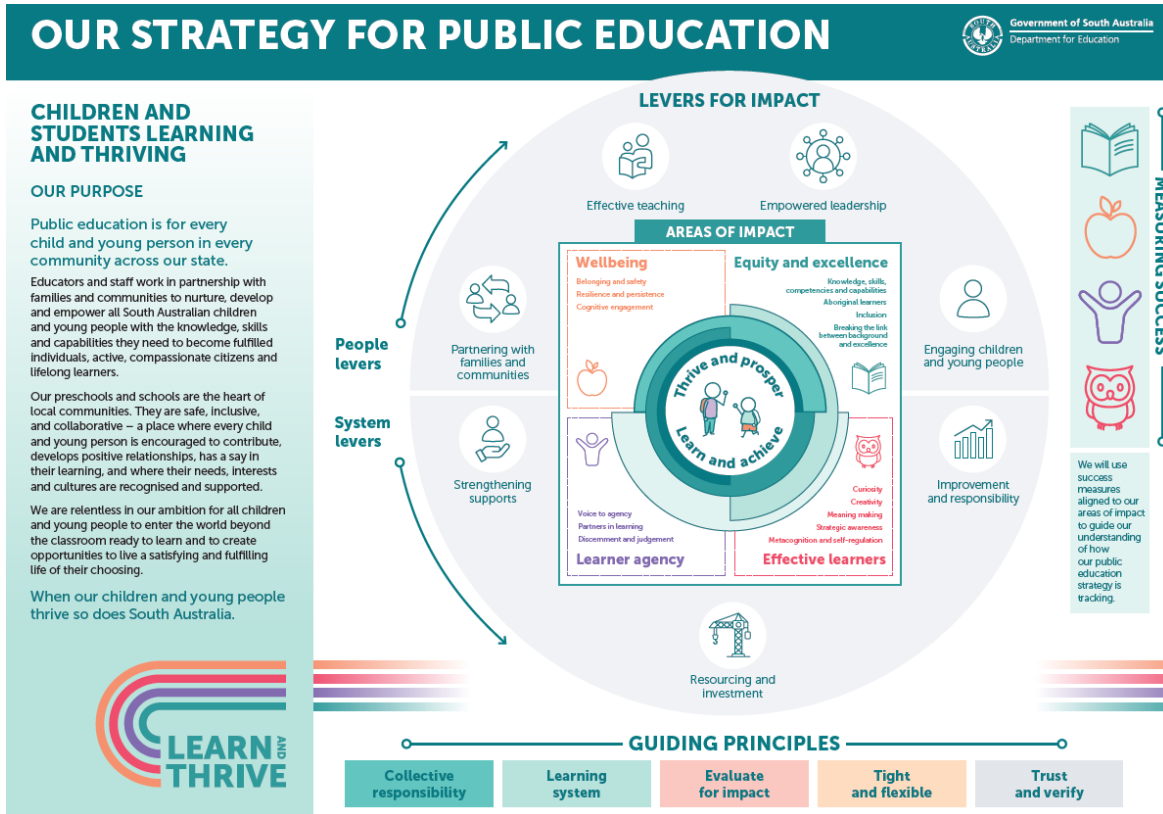 OUR STRATEGY FOR PUBLIC EDUCATION
Government of South Australia
Department for Education
CHILDREN AND
STUDENTS LEARNING
AND THRIVING
OUR PURPOSE
Public education is for every
child and young person in every
community across our state.
Educators and staff work in partnership with
families and communities to nurture, develop
and empower all South Australian children
and young people with the knowledge, skills
and capabilities they need to become fulfilled
individuals, active, compassionate citizens and
lifelong learners.
Our preschools and schools are the heart of
local communities. They are safe, inclusive,
and collaborative – a place where every child
and young person is encouraged to contribute,
develops positive relationships, has a say in
their learning, and where their needs, interests
and cultures are recognised and supported.
We are relentless in our ambition for all children
and young people to enter the world beyond
the classroom ready to learn and to create
opportunities to live a satisfying and fulfilling
life of their choosing.
When our children and young people
thrive so does South Australia.
LEARN AND
THRIVE
LEVERS FOR IMPACT
Effective teaching
Empowered leadership
People
levers
System
levers
Partnering with
families and
communities
Engaging children
and young people
Strengthening
supports
Improvement
and responsibility
Resourcing and
investment
AREAS OF IMPACT
Wellbeing
Belonging and safety
Resilience and persistence
Cognitive engagement
Equity and excellence
Knowledge, skills,
competencies and capabilities
Aboriginal learners
Inclusion
Breaking the link
between background
and excellence
Thrive and prosper
Learn and achieve
Voice to agency
Partners in learning
Discernment and judgement
Learner agency
Curiosity
Creativity
Meaning making
Strategic awareness
Metacognition and self-regulation
Effective learners
MEASURING SUCCESS
We will use
success
measures
aligned to our
areas of impact
to guide our
understanding
of how
our public
education
strategy is
tracking.
GUIDING PRINCIPLES
Collective
responsibility
Learning
system
Evaluate
for impact
Tight
and flexible
Trust
and verify